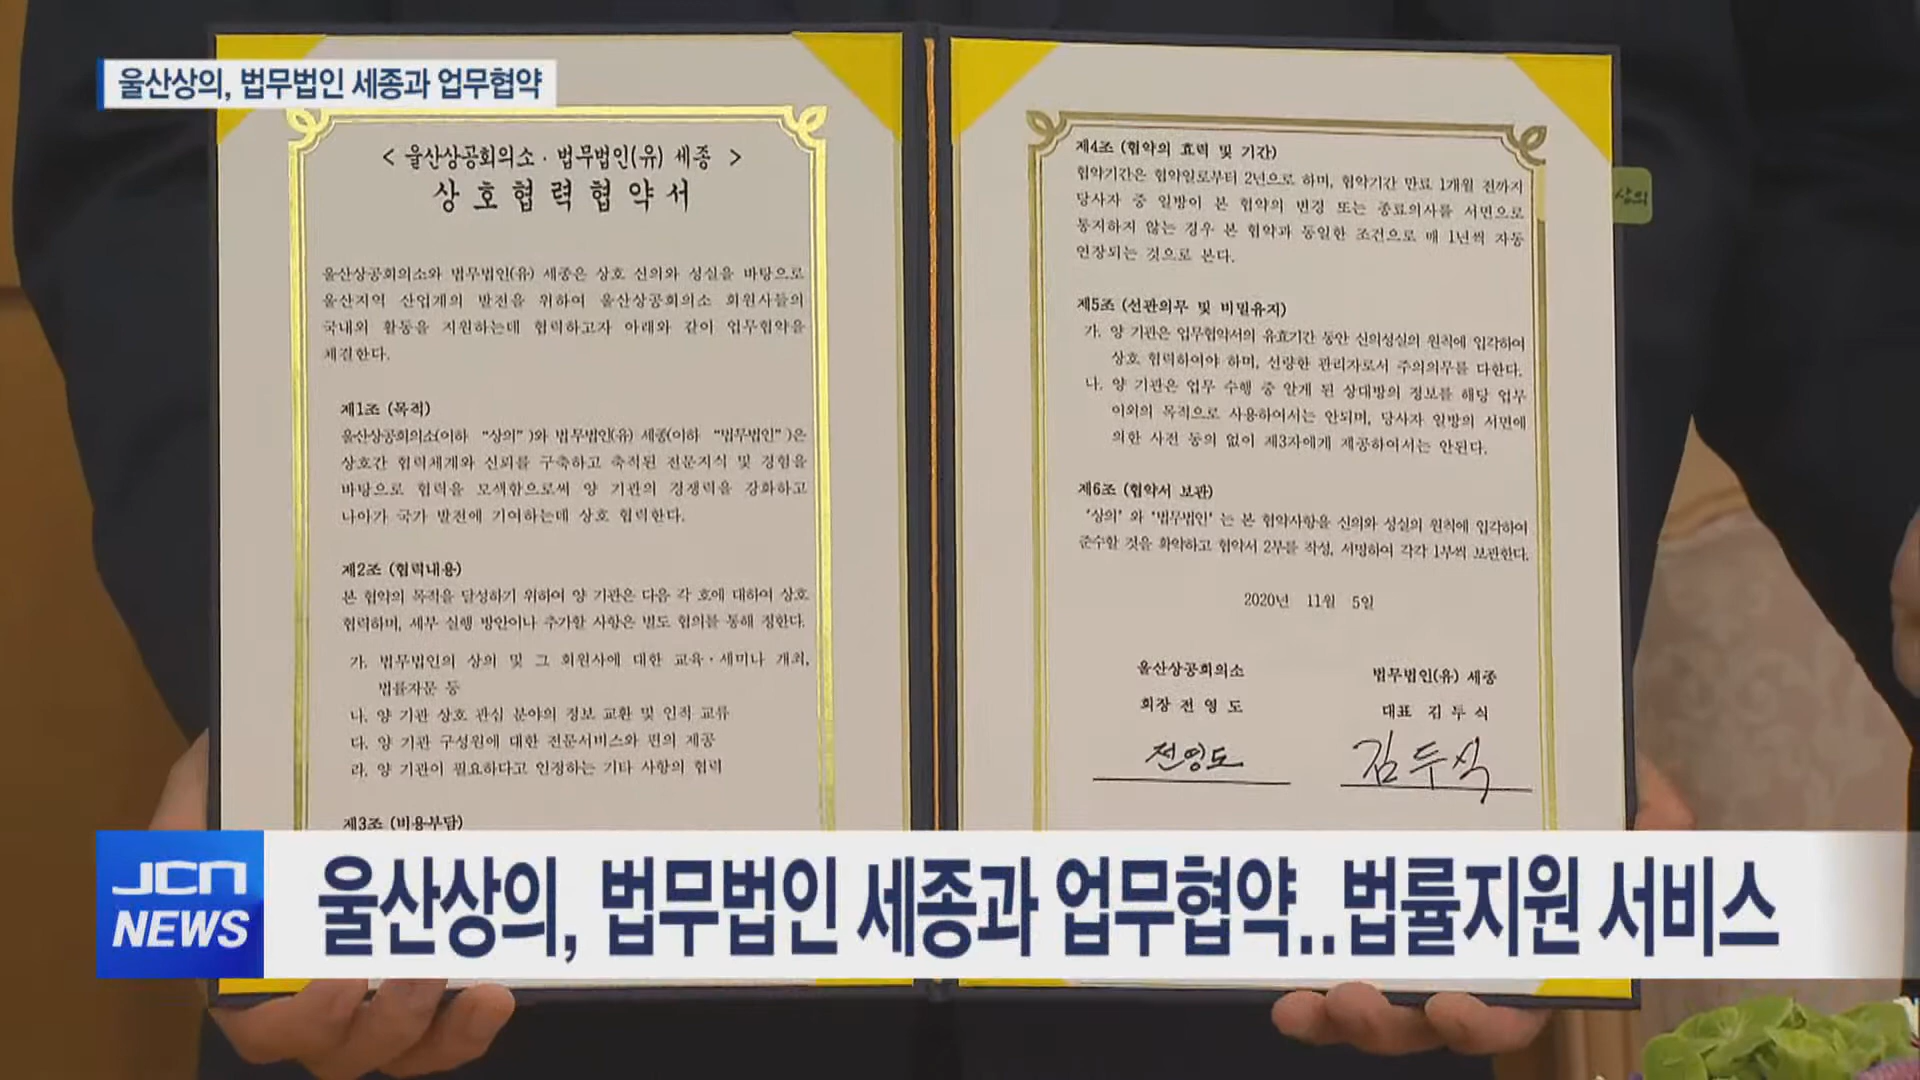 울산상의, 법무법인 세종과 업무협약
< 울산상공회의소 · 법무법인(유) 세종 >
상호협력협약서
울산상공회의소와 법무법인(유) 세종은 상호 신의와 성실을 바탕으로
울산지역 산업계의 발전을 위하여 울산상공회의소 회원사들의
국내외 활동을 지원하는데 협력하고자 아래와 같이 업무협약을
체결한다.
제1조 (목적)
울산상공회의소(이하 “상의”)와 법무법인(유) 세종(이하 “법무법인”)은
상호간 협력체계와 신뢰를 구축하고 축적된 전문지식 및 경험을
바탕으로 협력을 모색함으로써 양 기관의 경쟁력을 강화하고
나아가 국가 발전에 기여하는데 상호 협력한다.
제2조 (협력내용)
본 협약의 목적을 달성하기 위하여 양 기관은 다음 각 호에 대하여 상호
협력하며, 세부 실행 방안이나 추가할 사항은 별도 협의를 통해 정한다.
가. 법무법인의 상의 및 그 회원사에 대한 교육·세미나 개최,
법률자문 등
나. 양 기관 상호 관심 분야의 정보 교환 및 인적 교류
다. 양 기관 구성원에 대한 전문서비스와 편의 제공
라. 양 기관이 필요하다고 인정하는 기타 사항의 협력
제3조 (비용부담)
제4조 (협약의 효력 및 기간)
협약기간은 협약일로부터 2년으로 하며, 협약기간 만료 1개월 전까지
당사자 중 일방이 본 협약의 변경 또는 종료의사를 서면으로
통지하지 않는 경우 본 협약과 동일한 조건으로 매 1년씩 자동
연장되는 것으로 본다.
제5조 (선관의무 및 비밀유지)
가. 양 기관은 업무협약서의 유효기간 동안 신의성실의 원칙에 입각하여
상호 협력하여야 하며, 선량한 관리자로서 주의의무를 다한다.
나. 양 기관은 업무 수행 중 알게 된 상대방의 정보를 해당 업무
이외의 목적으로 사용하여서는 안되며, 당사자 일방의 서면에
의한 사전 동의 없이 제3자에게 제공하여서는 안된다.
제6조 (협약서 보관)
‘상의’ 와 ‘법무법인’ 는 본 협약사항을 신의와 성실의 원칙에 입각하여
준수할 것을 확약하고 협약서 2부를 작성, 서명하여 각각 1부씩 보관한다.
2020년 11월 5일
울산상공회의소
회장 전영도
전영도
법무법인(유) 세종
대표 김두식
김두식
상의
JCN
NEWS
울산상의, 법무법인 세종과 업무협약..법률지원 서비스